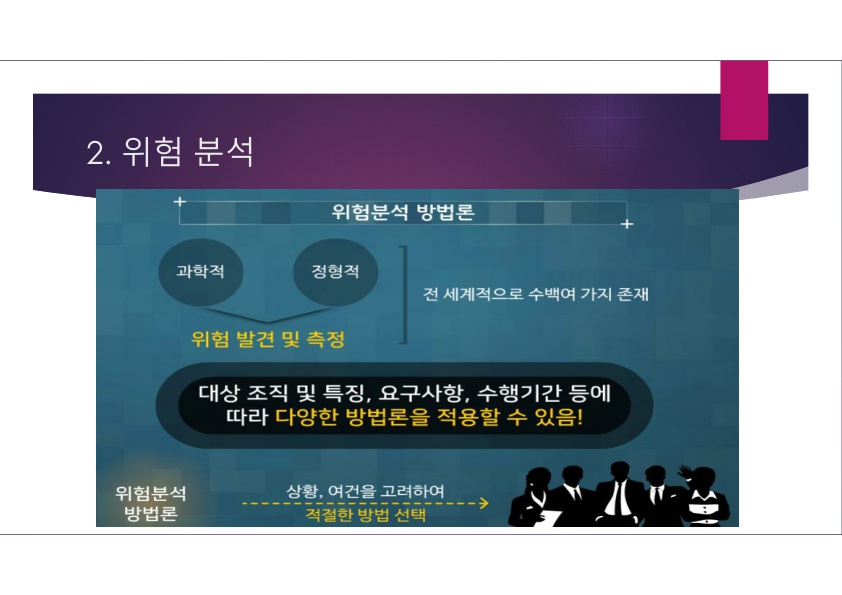 2. 위험 분석
위험분석 방법론
과학적
정형적
전 세계적으로 수백여 가지 존재
위험 발견 및 측정
대상 조직 및 특징, 요구사항, 수행기간 등에
따라 다양한 방법론을 적용할 수 있음!
위험분석
방법론
상황, 여건을 고려하여
적절한 방법 선택